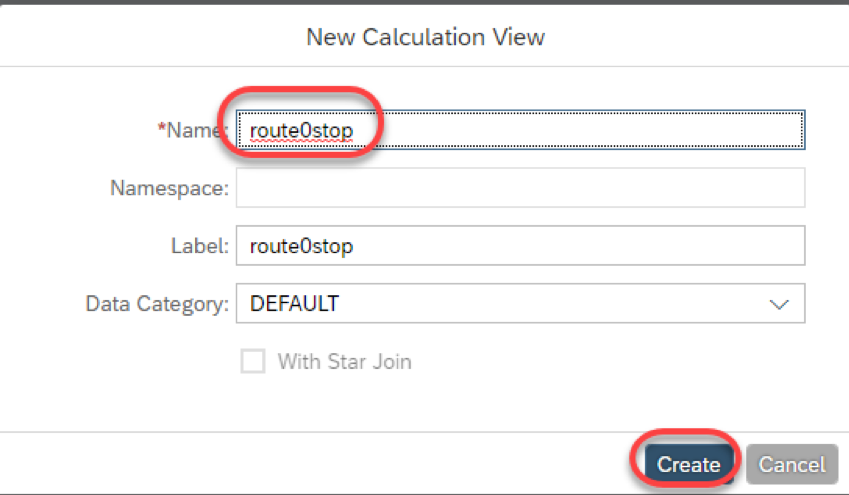 New Calculation View
*Name: route0stop
Namespace:
Label: route0stop
Data Category: DEFAULT
With Star Join
Create Cancel